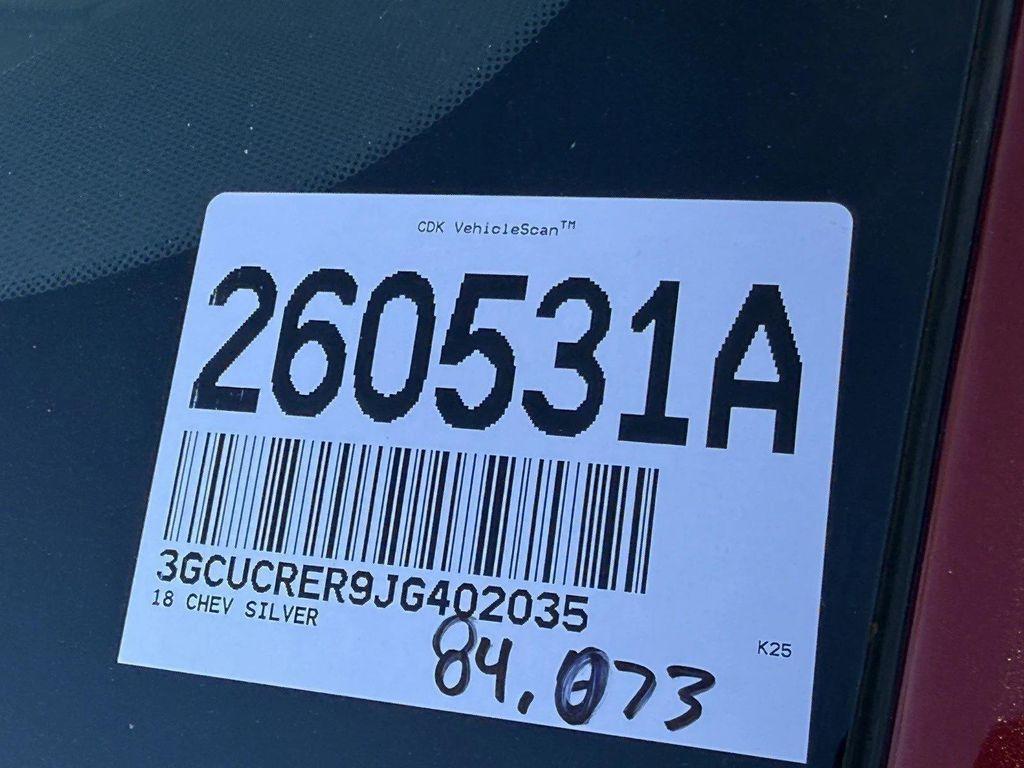 CDK VehicleScan™
260531A
3GCUCRER9JG402035
18 CHEV SILVER
K25
84,073